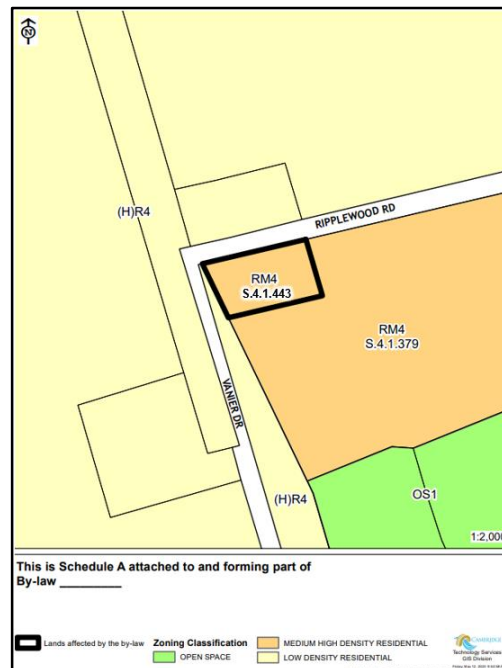 N
(H)R4
RIPPLEWOOD RD
RM4
S.4.1.443
RM4
S.4.1.379
VANIER DR
(H)R4
OS1
1:2,000
This is Schedule A attached to and forming part of
By-law ________
Lands affected by the by-law
Zoning Classification
OPEN SPACE
MEDIUM HIGH DENSITY RESIDENTIAL
LOW DENSITY RESIDENTIAL
CAMBRIDGE
Technology Services
GIS Division